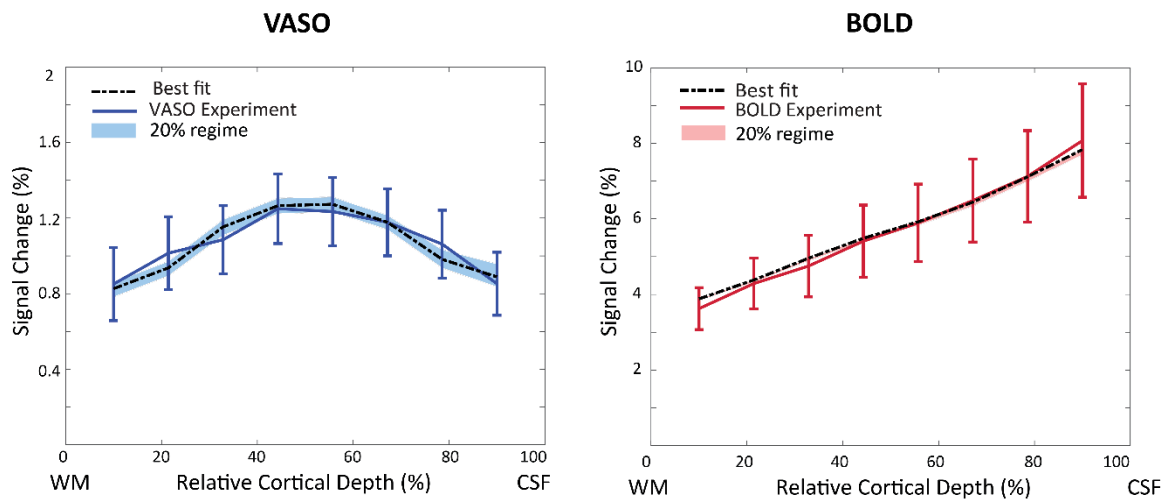 VASO
2
1.6
1.2
0.8
0.4
Signal Change (%)
Best fit
VASO Experiment
20% regime
0 20 40 60 80 100
WM Relative Cortical Depth (%) CSF
BOLD
10
8
6
4
2
Signal Change (%)
Best fit
BOLD Experiment
20% regime
0 20 40 60 80 100
WM Relative Cortical Depth (%) CSF